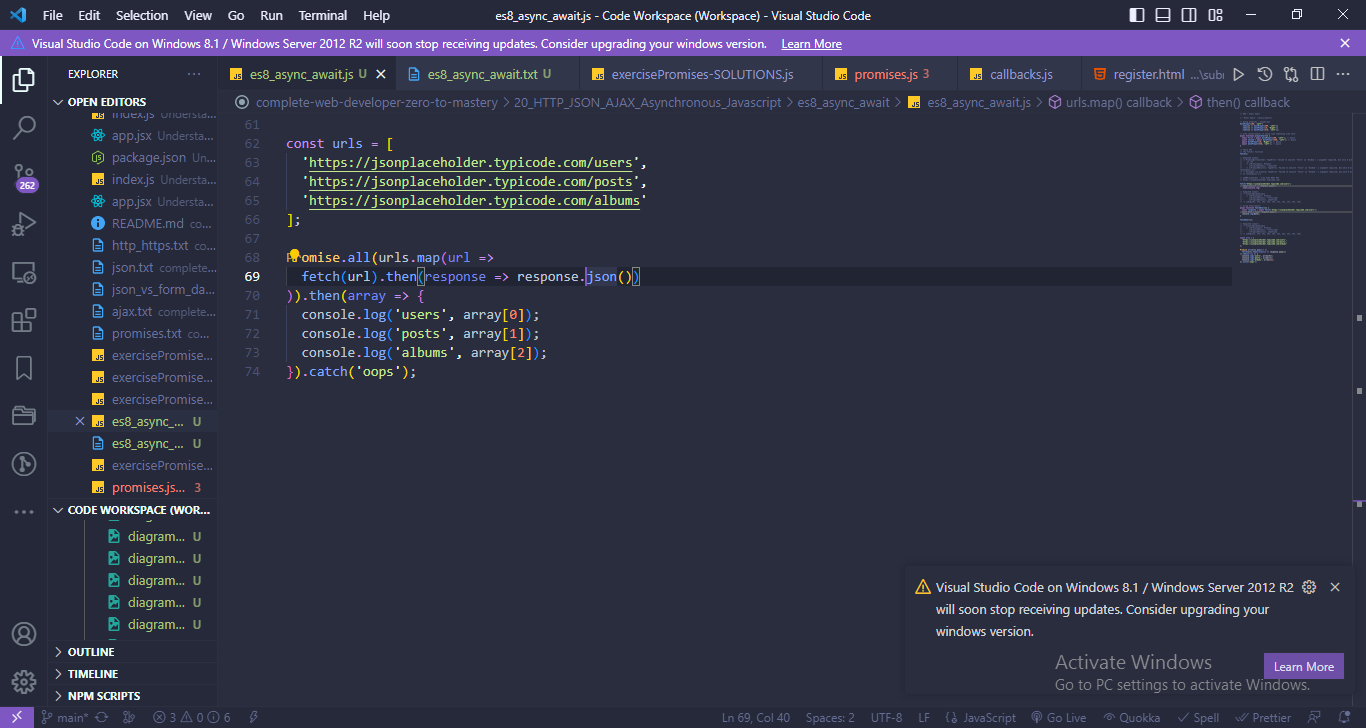 File Edit Selection View Go Run Terminal Help
es8_async_await.js - Code Workspace (Workspace) - Visual Studio Code
Visual Studio Code on Windows 8.1 / Windows Server 2012 R2 will soon stop receiving updates. Consider upgrading your windows version. Learn More
EXPLORER
es8_async_await.js U
es8_async_await.txt U
exercisePromises-SOLUTIONS.js
promises.js 3
callbacks.js
register.html ...\subm
OPEN EDITORS
complete-web-developer-zero-to-mastery > 20_HTTP_JSON_AJAX_Asynchronous_Javascript > es8_async_await > es8_async_await.js > urls.map() callback > then() callback
index.js Understa...
app.jsx Understa...
package.json Un...
index.js Understa...
app.jsx Understa...
README.md co...
http_https.txt co...
json.txt complete...
json_vs_form_da...
ajax.txt complete...
promises.txt co...
exercisePromise...
exercisePromise...
exercisePromise...
es8_async_... U
es8_async_... U
exercisePromise...
promises.js... 3
262
CODE WORKSPACE (WOR...
diagram... U
diagram... U
diagram... U
diagram... U
diagram... U
OUTLINE
TIMELINE
NPM SCRIPTS
61
62 const urls = [
63 'https://jsonplaceholder.typicode.com/users',
64 'https://jsonplaceholder.typicode.com/posts',
65 'https://jsonplaceholder.typicode.com/albums'
66 ];
67
68 Promise.all(urls.map(url =>
69 fetch(url).then(response => response.json())
70 )).then(array => {
71 console.log('users', array[0]);
72 console.log('posts', array[1]);
73 console.log('albums', array[2]);
74 }).catch('oops');
Visual Studio Code on Windows 8.1 / Windows Server 2012 R2
will soon stop receiving updates. Consider upgrading your
windows version.
Learn More
Activate Windows
Go to PC settings to activate Windows.
main* 3 0 6
Ln 69, Col 40 Spaces: 2 UTF-8 LF JavaScript Go Live Quokka Spell Prettier